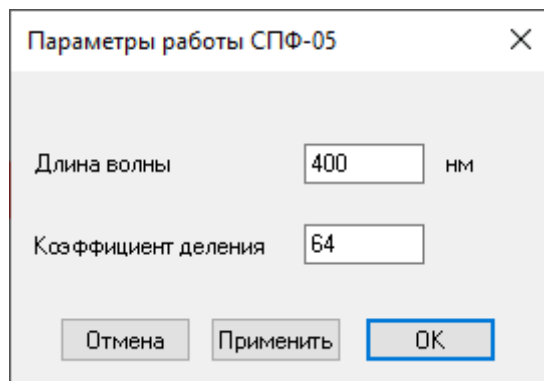 Параметры работы СПФ-05
Длина волны 400 нм
Коэффициент деления 64
Отмена Применить OK